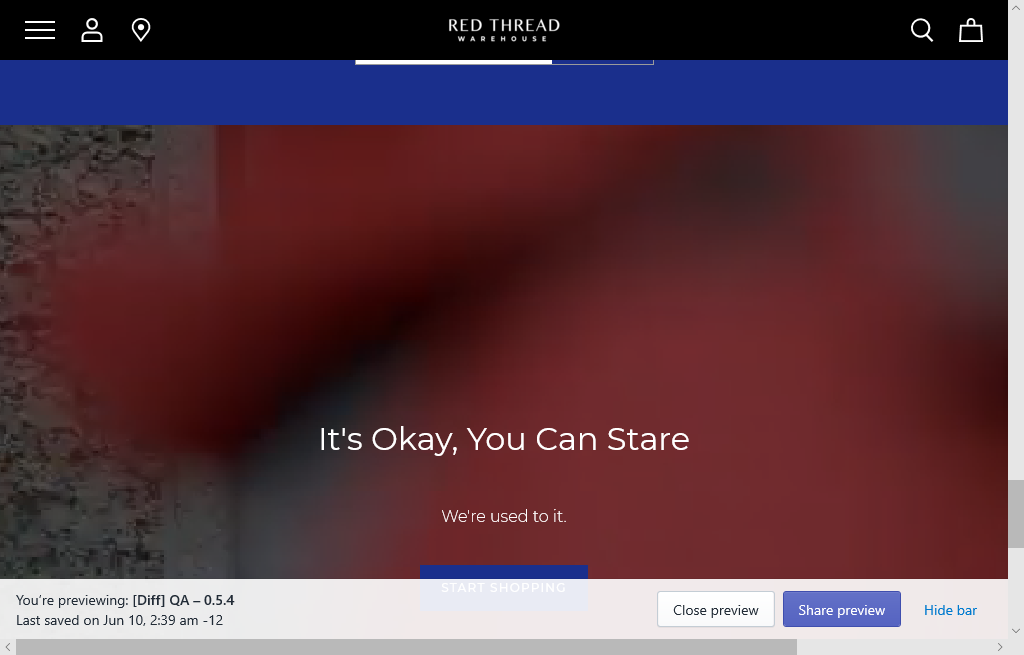 RED THREAD
WAREHOUSE
It's Okay, You Can Stare
We're used to it.
START SHOPPING
You're previewing: [Diff] QA – 0.5.4
Last saved on Jun 10, 2:39 am -12
Close preview
Share preview
Hide bar